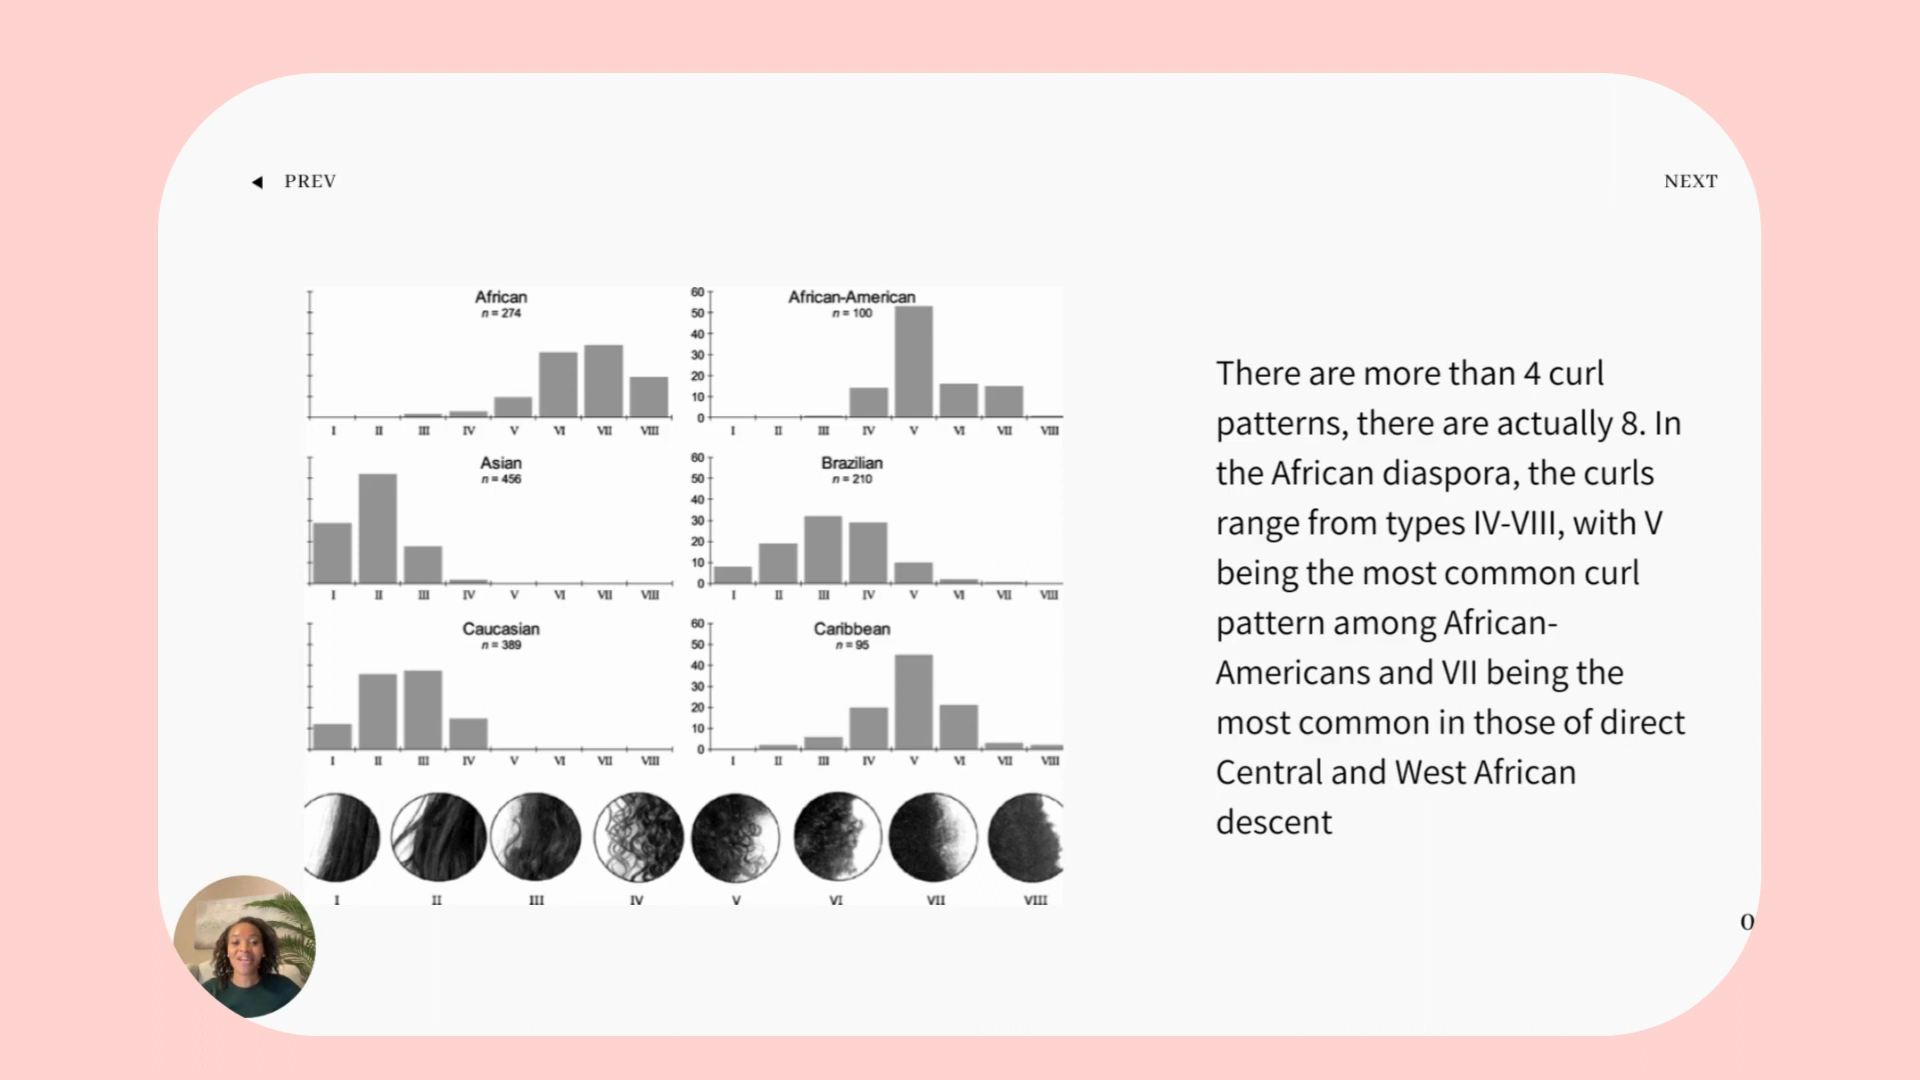 PREV
NEXT
African
n = 274
I II III IV V VI VII VIII
African-American
n = 100
60
50
40
30
20
10
0
I II III IV V VI VII VIII
Asian
n = 456
I II III IV V VI VII VIII
Brazilian
n = 210
60
50
40
30
20
10
0
I II III IV V VI VII VIII
Caucasian
n = 389
I II III IV V VI VII VIII
Caribbean
n = 95
60
50
40
30
20
10
0
I II III IV V VI VII VIII
I II III IV V VI VII VIII
There are more than 4 curl
patterns, there are actually 8. In
the African diaspora, the curls
range from types IV-VIII, with V
being the most common curl
pattern among African-
Americans and VII being the
most common in those of direct
Central and West African
descent
0